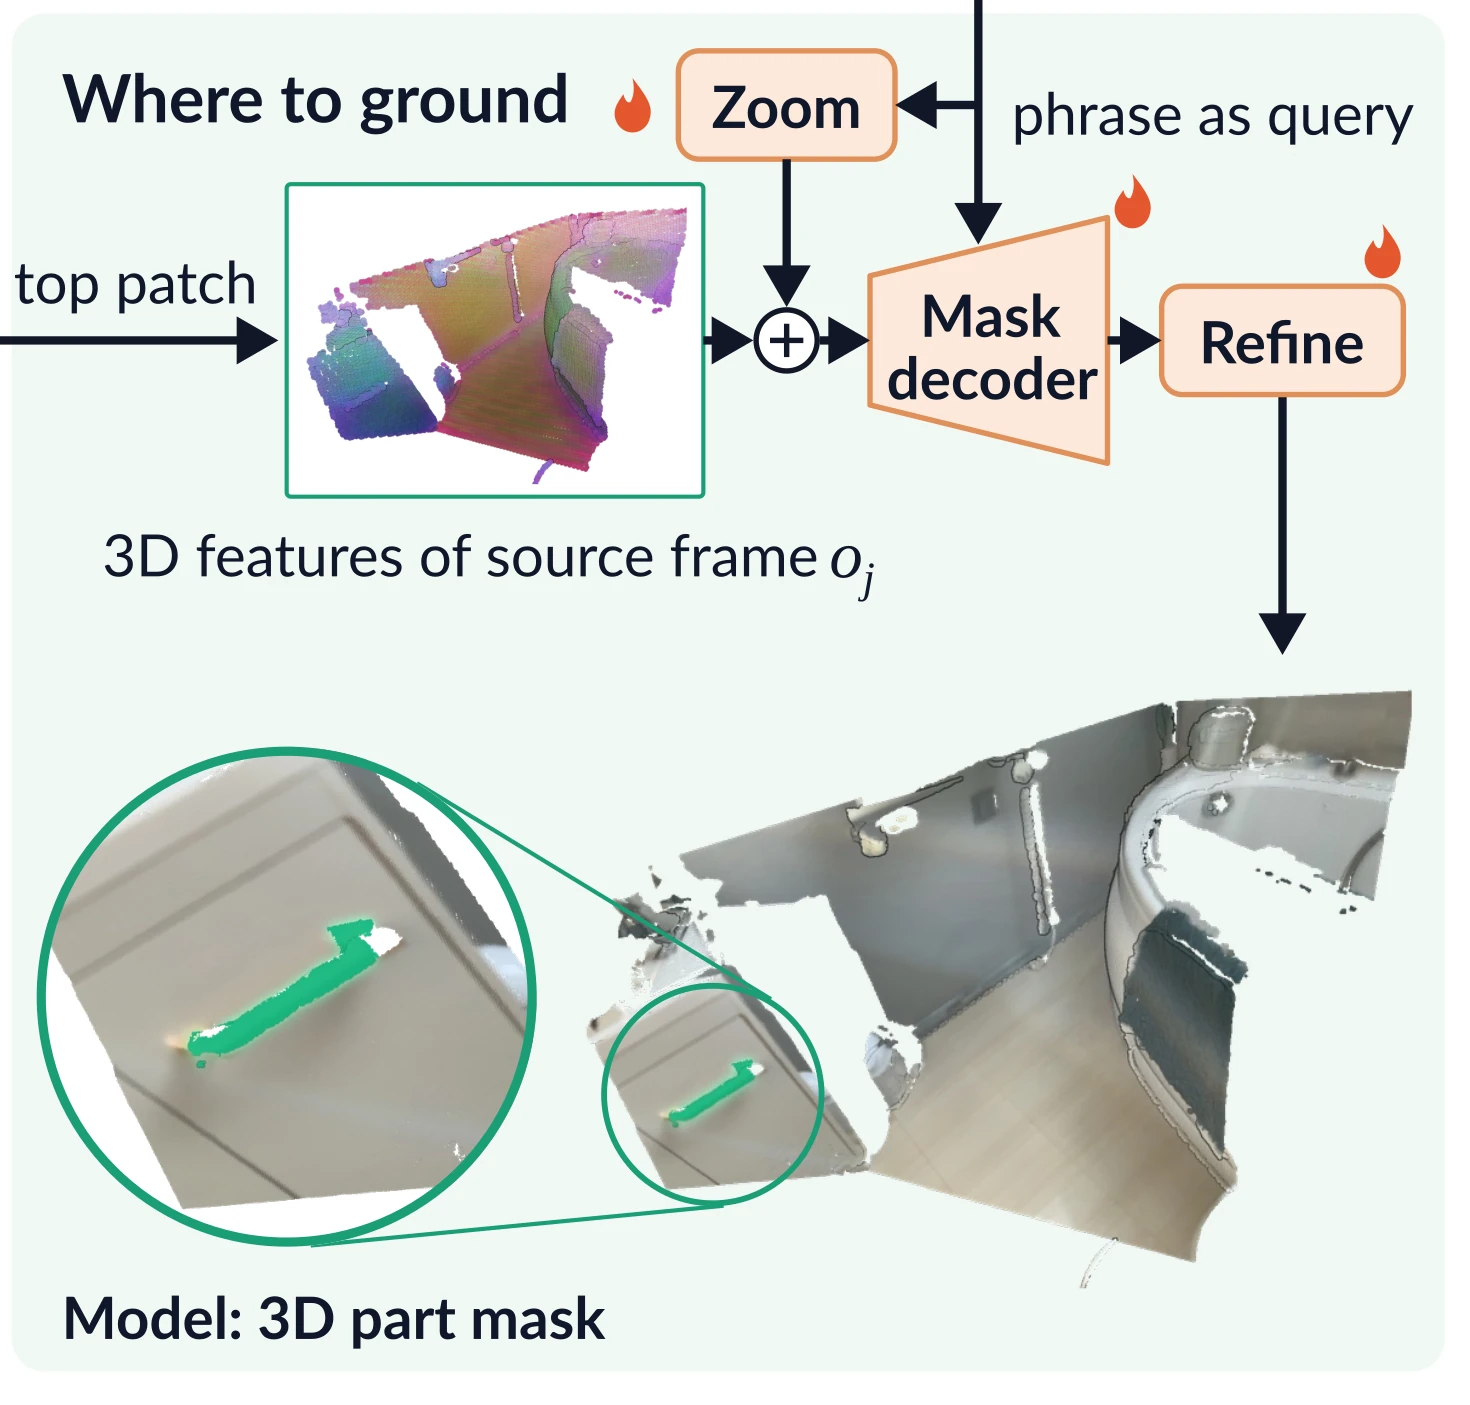 Where to ground
Zoom
phrase as query
top patch
+
Mask
decoder
Refine
3D features of source frame o_j
Model: 3D part mask